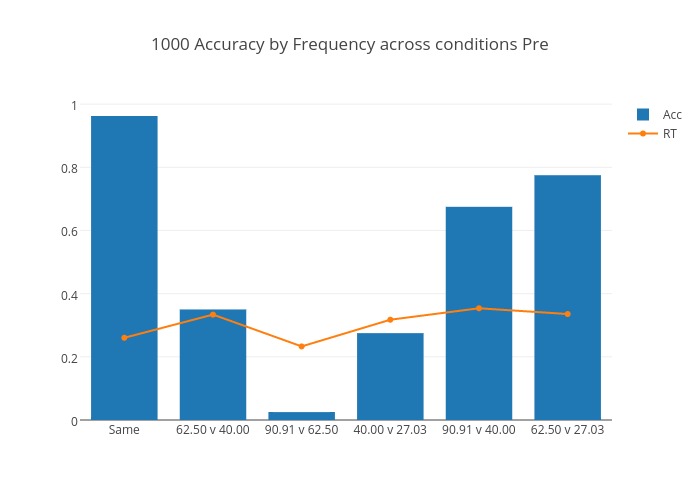 1000 Accuracy by Frequency across conditions Pre
1
0.8
0.6
0.4
0.2
0
Same
62.50 v 40.00
90.91 v 62.50
40.00 v 27.03
90.91 v 40.00
62.50 v 27.03
Acc
RT